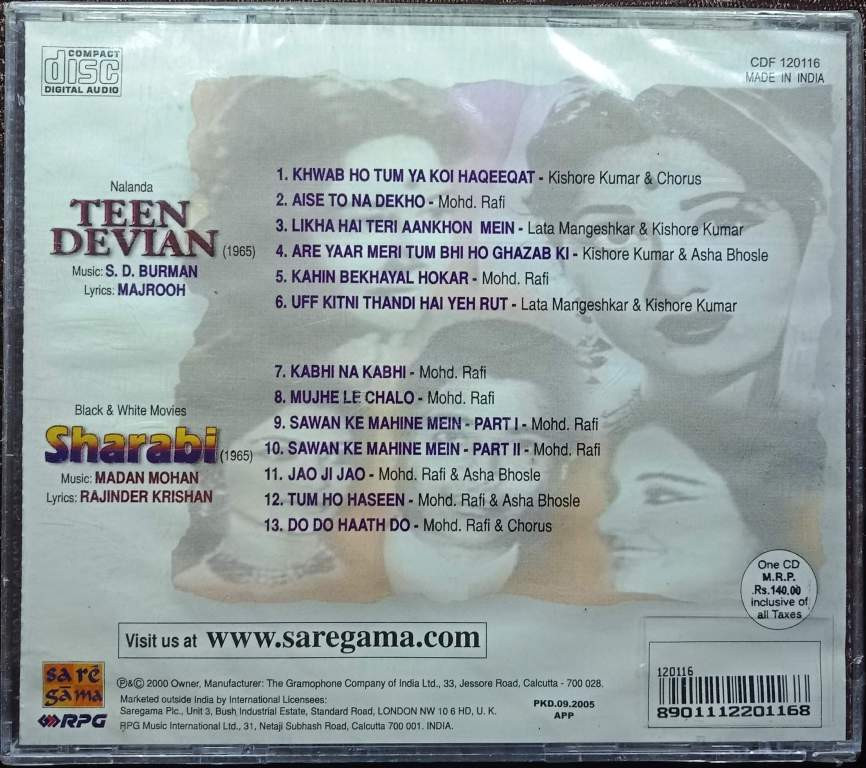 COMPACT
disc
DIGITAL AUDIO
CDF 120116
MADE IN INDIA
Nalanda
TEEN
DEVIAN (1965)
Music: S. D. BURMAN
Lyrics: MAJROOH
1. KHWAB HO TUM YA KOI HAQEEQAT - Kishore Kumar & Chorus
2. AISE TO NA DEKHO - Mohd. Rafi
3. LIKHA HAI TERI AANKHON MEIN - Lata Mangeshkar & Kishore Kumar
4. ARE YAAR MERI TUM BHI HO GHAZAB KI - Kishore Kumar & Asha Bhosle
5. KAHIN BEKHAYAL HOKAR - Mohd. Rafi
6. UFF KITNI THANDI HAI YEH RUT - Lata Mangeshkar & Kishore Kumar
Black & White Movies
Sharabi (1965)
Music: MADAN MOHAN
Lyrics: RAJINDER KRISHAN
7. KABHI NA KABHI - Mohd. Rafi
8. MUJHE LE CHALO - Mohd. Rafi
9. SAWAN KE MAHINE MEIN - PART I - Mohd. Rafi
10. SAWAN KE MAHINE MEIN - PART II - Mohd. Rafi
11. JAO JI JAO - Mohd. Rafi & Asha Bhosle
12. TUM HO HASEEN - Mohd. Rafi & Asha Bhosle
13. DO DO HAATH DO - Mohd. Rafi & Chorus
One CD
M.R.P.
Rs.140.00
inclusive of
all Taxes
Visit us at www.saregama.com
sa rē
ga ma
RPG
℗&© 2000 Owner, Manufacturer: The Gramophone Company of India Ltd., 33, Jessore Road, Calcutta - 700 028.
Marketed outside India by International Licensees:
Saregama Plc., Unit 3, Bush Industrial Estate, Standard Road, LONDON NW 10 6 HD, U. K.
RPG Music International Ltd., 31, Netaji Subhash Road, Calcutta 700 001. INDIA.
PKD.09.2005
APP
120116
8901112201168